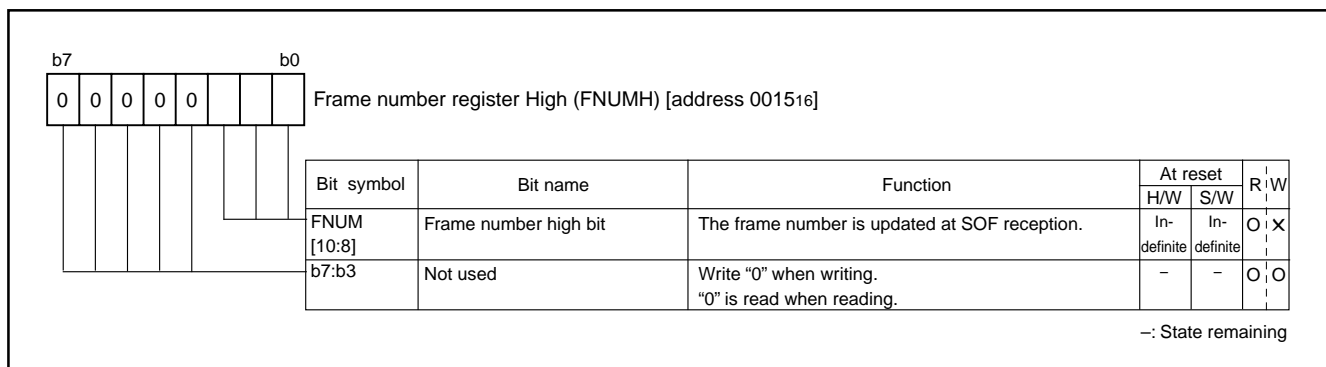 b7 b0
0 0 0 0 0 Frame number register High (FNUMH) [address 001516]
Bit symbol Bit name Function At reset R W
H/W S/W
FNUM Frame number high bit The frame number is updated at SOF reception. In- In- O X
[10:8] definite definite
b7:b3 Not used Write “0” when writing. – – O O
“0” is read when reading.
–: State remaining